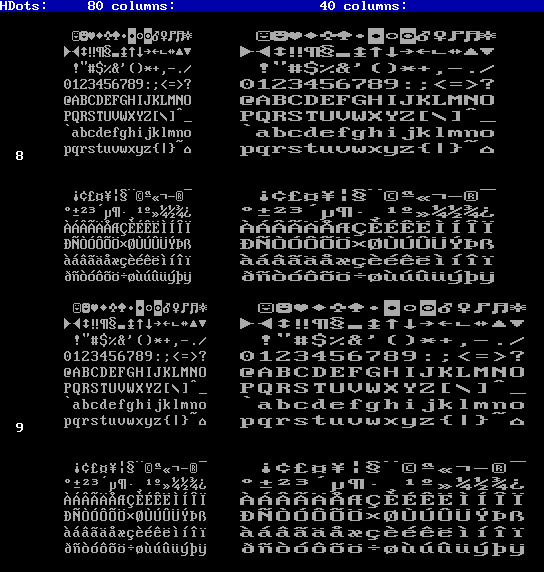 HDots: 80 columns: 40 columns:
☺☻♥♦♣♠•◘○◙♂♀♪♫☼ ☺☻♥♦♣♠•◘○◙♂♀♪♫☼
►◄↕‼¶§▬↨↑↓→←∟↔▲▼ ►◄↕‼¶§▬↨↑↓→←∟↔▲▼
!"#$%&'()*+,-./ !"#$%&'()*+,-./
0123456789:;<=>? 0123456789:;<=>?
@ABCDEFGHIJKLMNO @ABCDEFGHIJKLMNO
PQRSTUVWXYZ[\]^_ PQRSTUVWXYZ[\]^_
`abcdefghijklmno `abcdefghijklmno
8 pqrstuvwxyz{|}~⌂ pqrstuvwxyz{|}~⌂
¡¢£¤¥¦§¨©ª«¬-®¯ ¡¢£¤¥¦§¨©ª«¬-®¯
°±²³´µ¶·¸¹º»¼½¾¿ °±²³´µ¶·¸¹º»¼½¾¿
ÀÁÂÃÄÅÆÇÈÉÊËÌÍÎÏ ÀÁÂÃÄÅÆÇÈÉÊËÌÍÎÏ
ÐÑÒÓÔÕÖ×ØÙÚÛÜÝÞß ÐÑÒÓÔÕÖ×ØÙÚÛÜÝÞß
àáâãäåæçèéêëìíîï àáâãäåæçèéêëìíîï
ðñòóôõö÷øùúûüýþÿ ðñòóôõö÷øùúûüýþÿ
☺☻♥♦♣♠•◘○◙♂♀♪♫☼ ☺☻♥♦♣♠•◘○◙♂♀♪♫☼
►◄↕‼¶§▬↨↑↓→←∟↔▲▼ ►◄↕‼¶§▬↨↑↓→←∟↔▲▼
!"#$%&'()*+,-./ !"#$%&'()*+,-./
0123456789:;<=>? 0123456789:;<=>?
@ABCDEFGHIJKLMNO @ABCDEFGHIJKLMNO
PQRSTUVWXYZ[\]^_ PQRSTUVWXYZ[\]^_
`abcdefghijklmno `abcdefghijklmno
9 pqrstuvwxyz{|}~⌂ pqrstuvwxyz{|}~⌂
¡¢£¤¥¦§¨©ª«¬-®¯ ¡¢£¤¥¦§¨©ª«¬-®¯
°±²³´µ¶·¸¹º»¼½¾¿ °±²³´µ¶·¸¹º»¼½¾¿
ÀÁÂÃÄÅÆÇÈÉÊËÌÍÎÏ ÀÁÂÃÄÅÆÇÈÉÊËÌÍÎÏ
ÐÑÒÓÔÕÖ×ØÙÚÛÜÝÞß ÐÑÒÓÔÕÖ×ØÙÚÛÜÝÞß
àáâãäåæçèéêëìíîï àáâãäåæçèéêëìíîï
ðñòóôõö÷øùúûüýþÿ ðñòóôõö÷øùúûüýþÿ